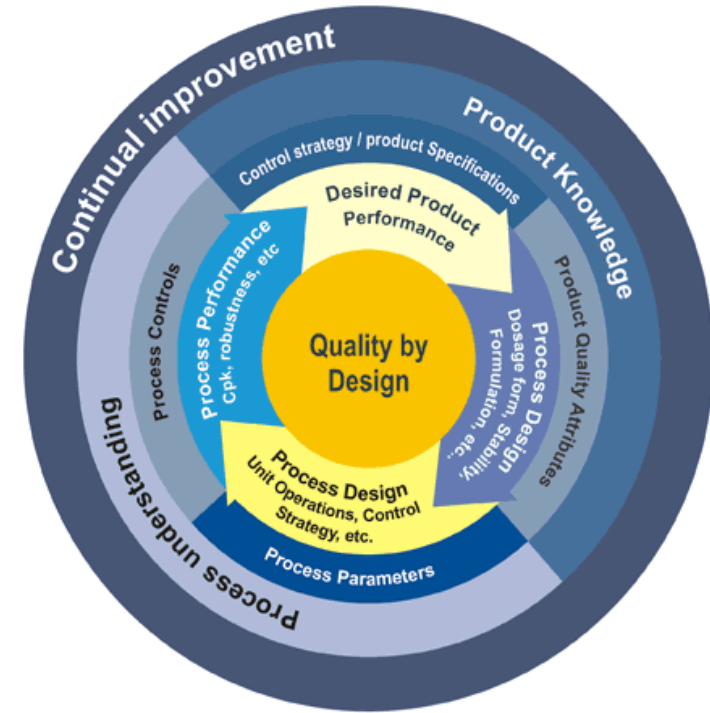 Continual improvement
Product Knowledge
Control strategy / product Specifications
Desired Product
Performance
Process Performance
Cpk, robustness, etc
Process Controls
Quality by
Design
Process Design
Dosage form, Stability,
Formulation, etc.,
Product Quality Attributes
Process Design
Unit Operations, Control
Strategy, etc.
Process Parameters
Process understanding